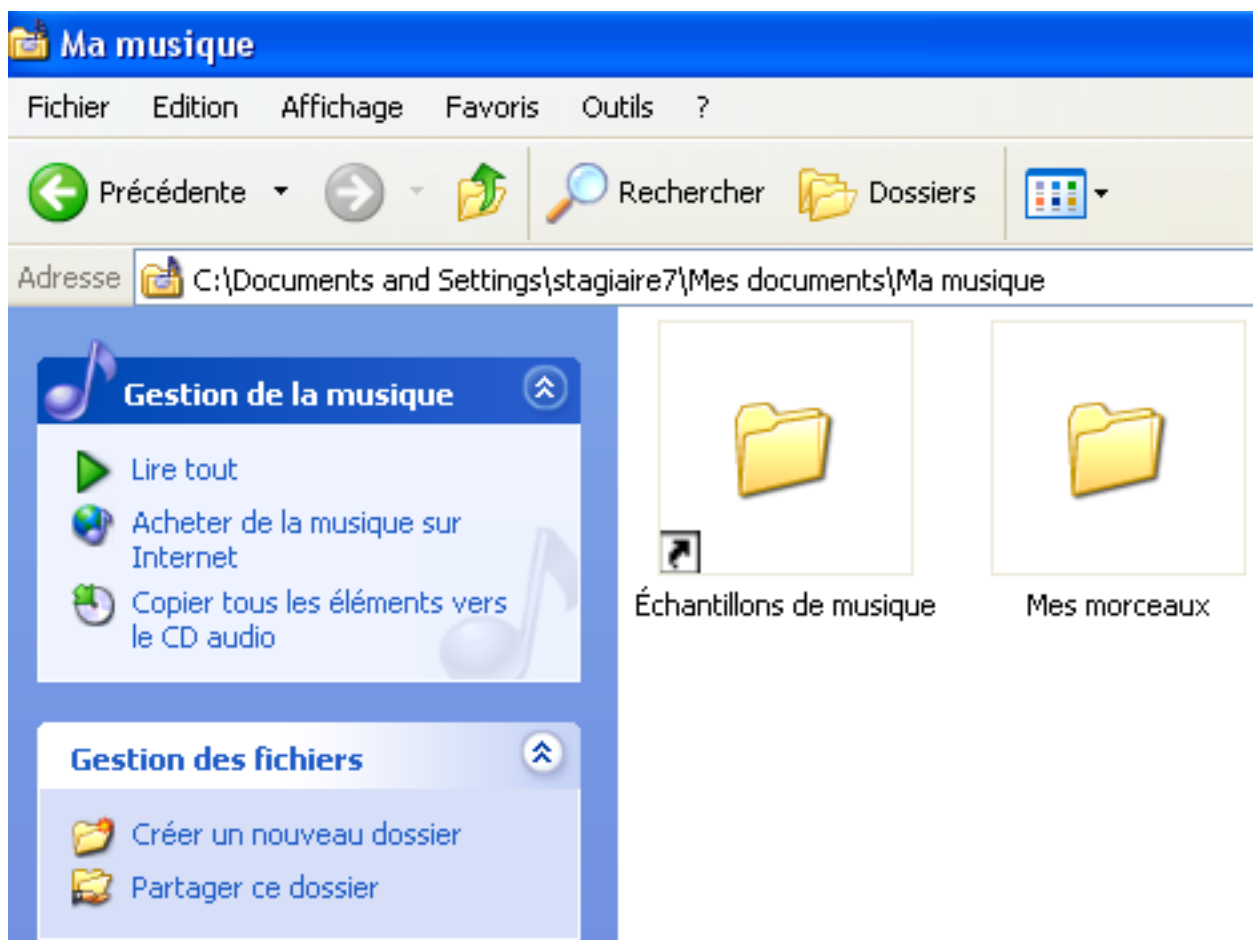 Ma musique
Fichier Edition Affichage Favoris Outils ?
Précédente Rechercher Dossiers
Adresse C:\Documents and Settings\stagiaire7\Mes documents\Ma musique
Gestion de la musique
Lire tout
Acheter de la musique sur
Internet
Copier tous les éléments vers
le CD audio
Gestion des fichiers
Créer un nouveau dossier
Partager ce dossier
Échantillons de musique
Mes morceaux